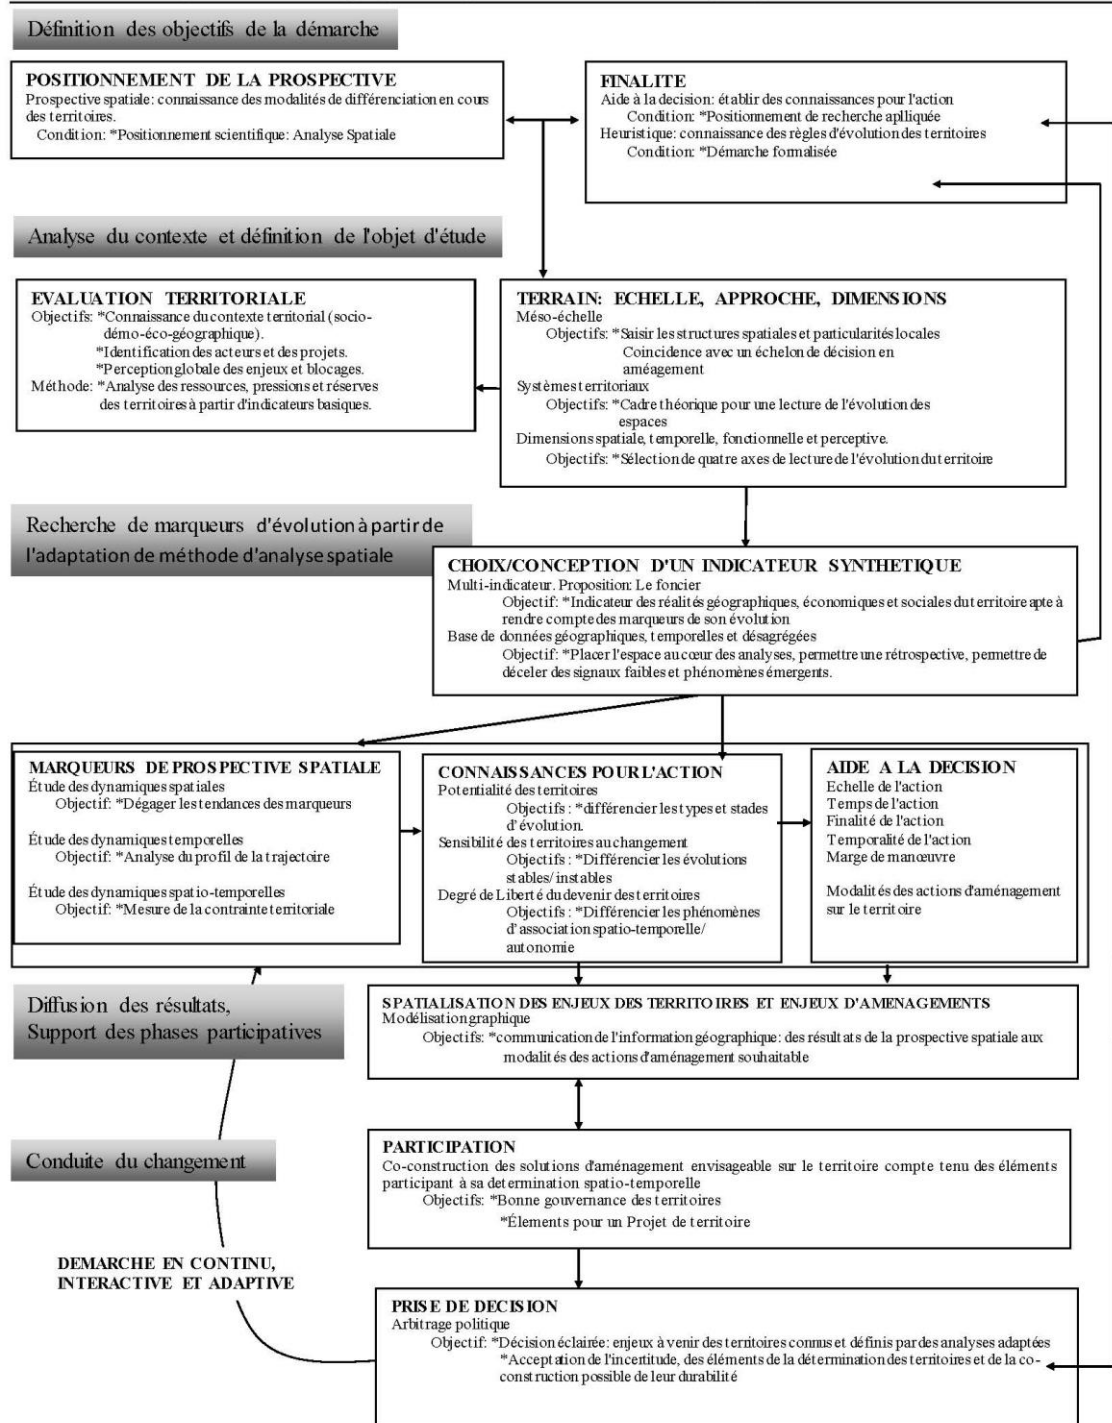 Définition des objectifs de la démarche
POSITIONNEMENT DE LA PROSPECTIVE
Prospective spatiale: connaissance des modalités de différenciation en cours
des territoires.
Condition: *Positionnement scientifique: Analyse Spatiale
FINALITE
Aide à la decision: établir des connaissances pour l'action
Condition: *Positionnement de recherche apliiquée
Heuristique: connaissance des règles d'évolution des territoires
Condition: *Démarche formalisée
Analyse du contexte et définition de l'objet d'étude
EVALUATION TERRITORIALE
Objectifs: *Connaissance du contexte territorial (socio-
démo-éco-géographique).
*Identification des acteurs et des projets.
*Perception globale des enjeux et blocages.
Méthode: *Analyse des ressources, pressions et réserves
des territoires à partir d'indicateurs basiques.
TERRAIN: ECHELLE, APPROCHE, DIMENSIONS
Méso-échelle
Objectifs: *Saisir les structures spatiales et particularités locales
Coincidence avec un échelon de décision en
améagement
Systèmes territoriaux
Objectifs: *Cadre théorique pour une lecture de l'évolution des
espaces
Dimensions spatiale, temporelle, fonctionnelle et perceptive.
Objectifs: *Sélection de quatre axes de lecture de l'évolution du territoire
Recherche de marqueurs d'évolution à partir de
l'adaptation de méthode d'analyse spatiale
CHOIX/CONCEPTION D'UN INDICATEUR SYNTHETIQUE
Multi-indicateur. Proposition: Le foncier
Objectif: *Indicateur des réalités géographiques, économiques et sociales du territoire apte à
rendre compte des marqueurs de son évolution
Base de données géographiques, temporelles et désagrégées
Objectif: *Placer l'espace au cœur des analyses, permettre une rétrospective, permettre de
déceler des signaux faibles et phénomènes émergents.
MARQUEURS DE PROSPECTIVE SPATIALE
Étude des dynamiques spatiales
Objectif: *Dégager les tendances des marqueurs
Étude des dynamiques temporelles
Objectif: *Analyse du profil de la trajectoire
Étude des dynamiques spatio-temporelles
Objectif: *Mesure de la contrainte territoriale
CONNAISSANCES POUR L'ACTION
Potentialité des territoires
Objectifs : *différencier les types et stades
d'évolution.
Sensibilité des territoires au changement
Objectifs : *Différencier les évolutions
stables/ instables
Degré de Liberté du devenir des territoires
Objectifs : *Différencier les phénomènes
d'association spatio-temporelle/
autonomie
AIDE A LA DECISION
Echelle de l'action
Temps de l'action
Finalité de l'action
Temporalité de l'action
Marge de manœuvre
Modalités des actions d'aménagement
sur le territoire
Diffusion des résultats,
Support des phases participatives
SPATIALISATION DES ENJEUX DES TERRITOIRES ET ENJEUX D'AMENAGEMENTS
Modélisation graphique
Objectifs: *communication de l'information géographique: des résultats de la prospective spatiale aux
modalités des actions d'aménagement souhaitable
Conduite du changement
PARTICIPATION
Co-construction des solutions d'aménagement envisageable sur le territoire compte tenu des éléments
participant à sa determination spatio-temporelle
Objectifs: *Bonne gouvernance des territoires
*Élements pour un Projet de territoire
DEMARCHE EN CONTINU,
INTERACTIVE ET ADAPTIVE
PRISE DE DECISION
Arbitrage politique
Objectif: *Décision éclairée: enjeux à venir des territoires connus et définis par des analyses adaptées
*Acceptation de l'incertitude, des éléments de la détermination des territoires et de la co-
construction possible de leur durabilité